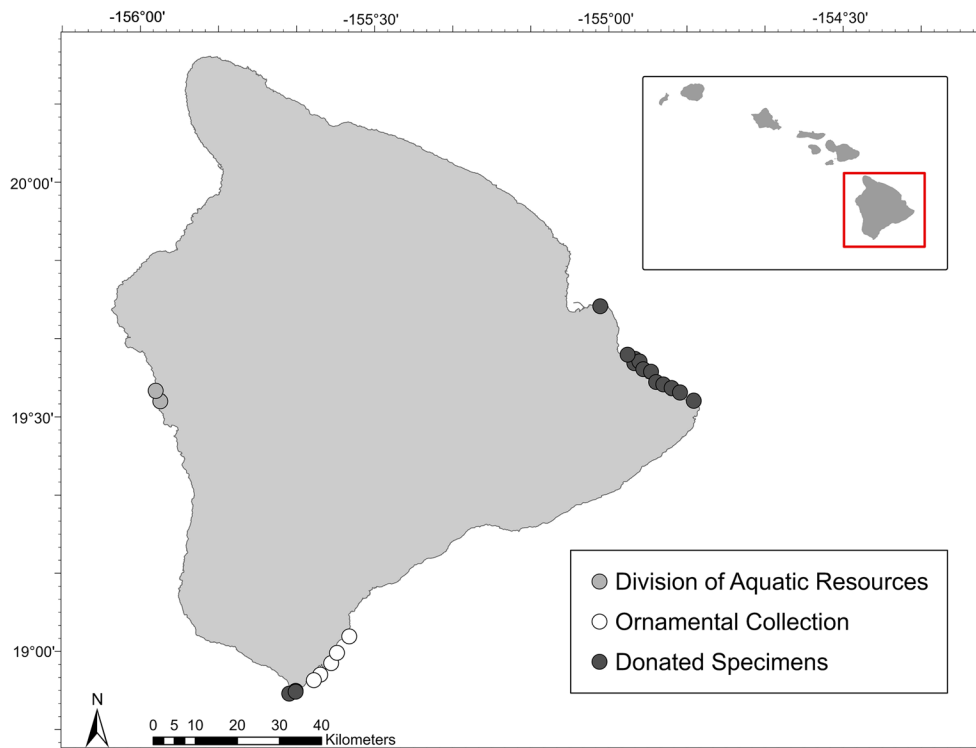 -156°00' -155°30' -155°00' -154°30'
20°00'
19°30'
19°00'
Division of Aquatic Resources
Ornamental Collection
Donated Specimens
N
0 5 10 20 30 40
Kilometers